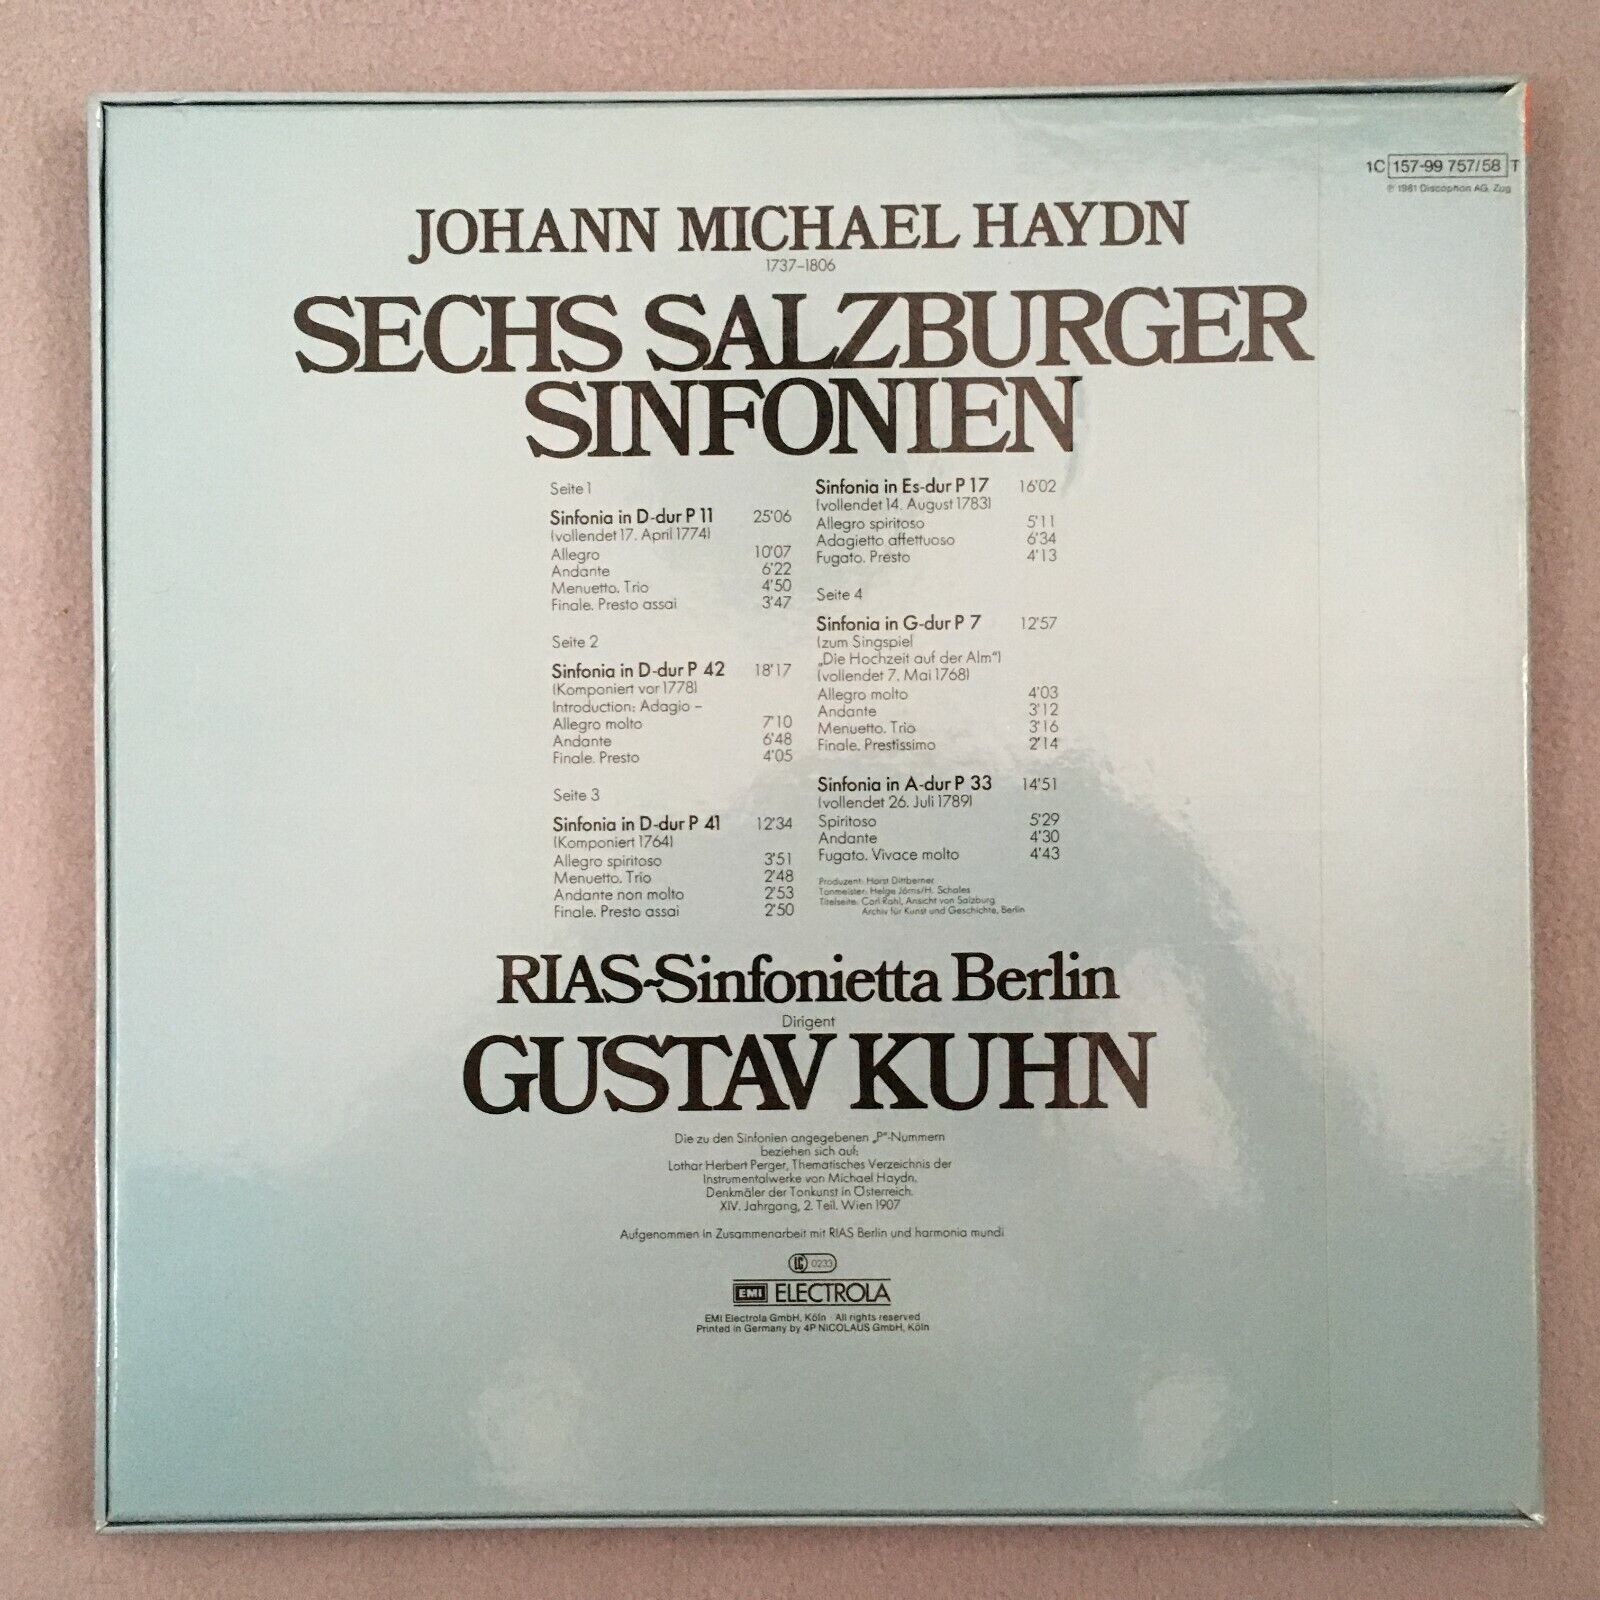 1C 157-99 757/58 T
℗ 1981 Discophon AG, Zug
JOHANN MICHAEL HAYDN
1737–1806
SECHS SALZBURGER
SINFONIEN
Seite 1
Sinfonia in D-dur P 11 25'06
(vollendet 17. April 1774)
Allegro 10'07
Andante 6'22
Menuetto. Trio 4'50
Finale. Presto assai 3'47
Seite 2
Sinfonia in D-dur P 42 18'17
(Komponiert vor 1778)
Introduction: Adagio –
Allegro molto 7'10
Andante 6'48
Finale. Presto 4'05
Seite 3
Sinfonia in D-dur P 41 12'34
(Komponiert 1764)
Allegro spiritoso 3'51
Menuetto. Trio 2'48
Andante non molto 2'53
Finale. Presto assai 2'50
Sinfonia in Es-dur P 17 16'02
(vollendet 14. August 1783)
Allegro spiritoso 5'11
Adagietto affettuoso 6'34
Fugato. Presto 4'13
Seite 4
Sinfonia in G-dur P 7 12'57
(zum Singspiel
„Die Hochzeit auf der Alm“)
(vollendet 7. Mai 1768)
Allegro molto 4'03
Andante 3'12
Menuetto. Trio 3'16
Finale. Prestissimo 2'14
Sinfonia in A-dur P 33 14'51
(vollendet 26. Juli 1789)
Spiritoso 5'29
Andante 4'30
Fugato. Vivace molto 4'43
Produzent: Horst Dittberner
Tonmeister: Helge Jörns/H. Schales
Titelseite: Carl Rahl, Ansicht von Salzburg
Archiv für Kunst und Geschichte, Berlin
RIAS-Sinfonietta Berlin
Dirigent
GUSTAV KUHN
Die zu den Sinfonien angegebenen „P“-Nummern
beziehen sich auf:
Lothar Herbert Perger, Thematisches Verzeichnis der
Instrumentalwerke von Michael Haydn.
Denkmäler der Tonkunst in Österreich.
XIV. Jahrgang, 2. Teil. Wien 1907
Aufgenommen in Zusammenarbeit mit RIAS Berlin und harmonia mundi
LC 0233
EMI ELECTROLA
EMI Electrola GmbH, Köln · All rights reserved
Printed in Germany by 4P NICOLAUS GmbH, Köln